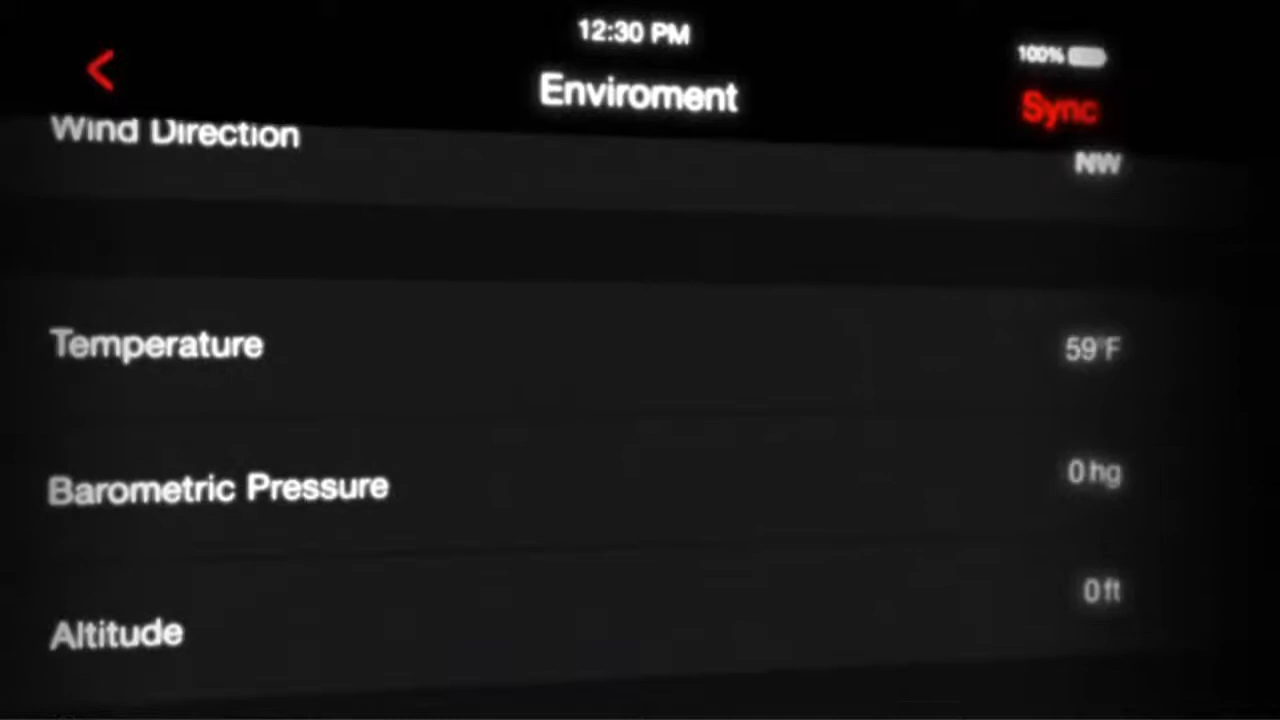 12:30 PM
100%
<
Enviroment
Sync
Wind Direction
NW
Temperature
59°F
Barometric Pressure
0 hg
Altitude
0 ft